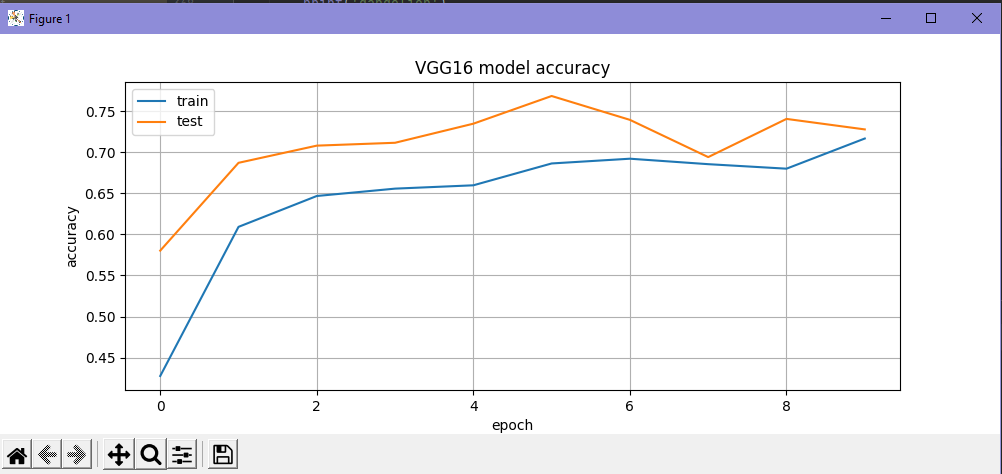 Figure 1
VGG16 model accuracy
train
test
0.75
0.70
0.65
0.60
0.55
0.50
0.45
accuracy
0 2 4 6 8
epoch